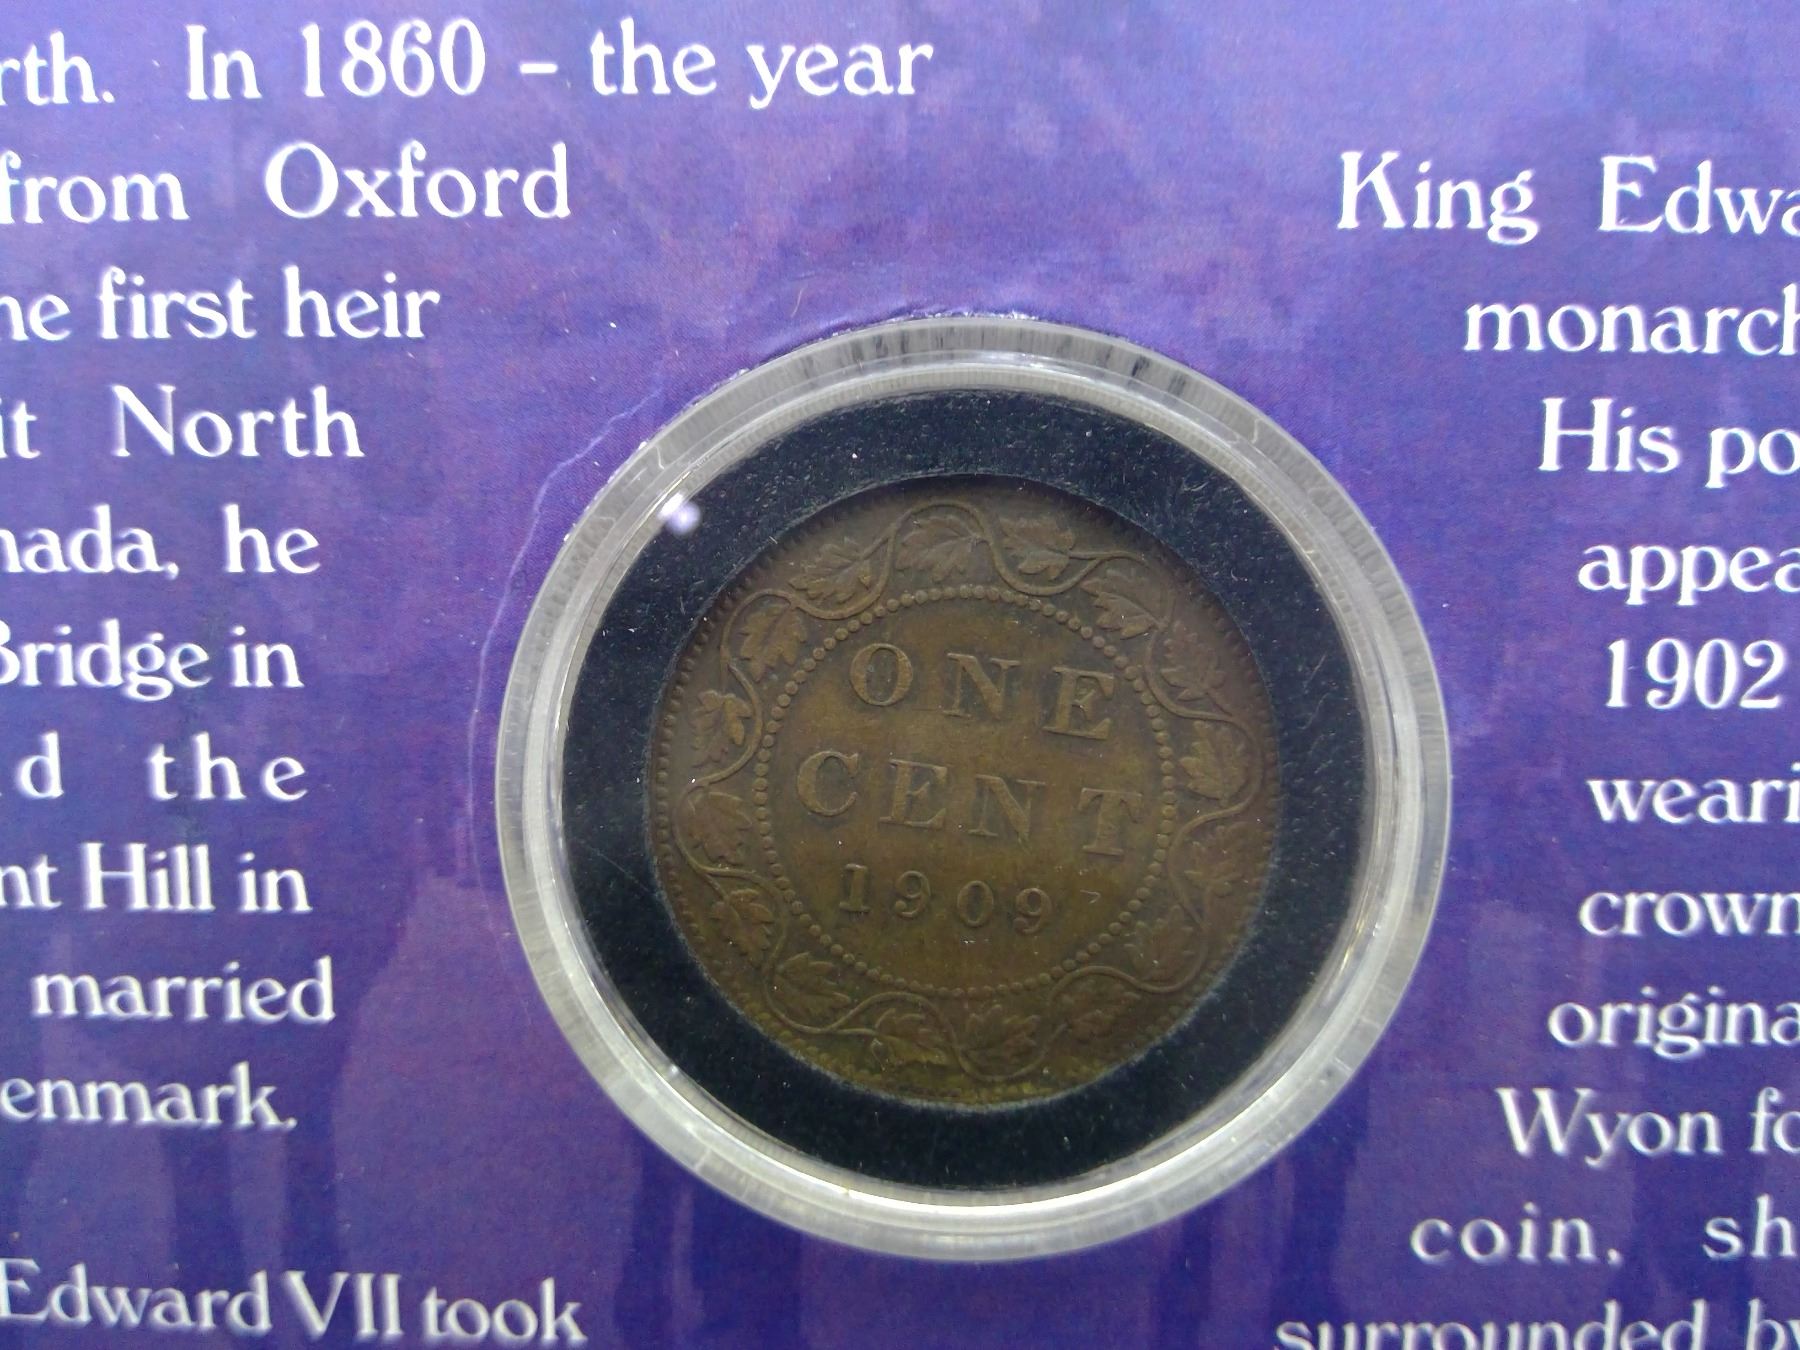 rth. In 1860 – the year
from Oxford
he first heir
it North
nada, he
Bridge in
d the
nt Hill in
married
enmark.
Edward VII took
ONE
CENT
1909
King Edwa
monarch
His po
appea
1902
weari
crown
origina
Wyon fo
coin, sh
surrounded by